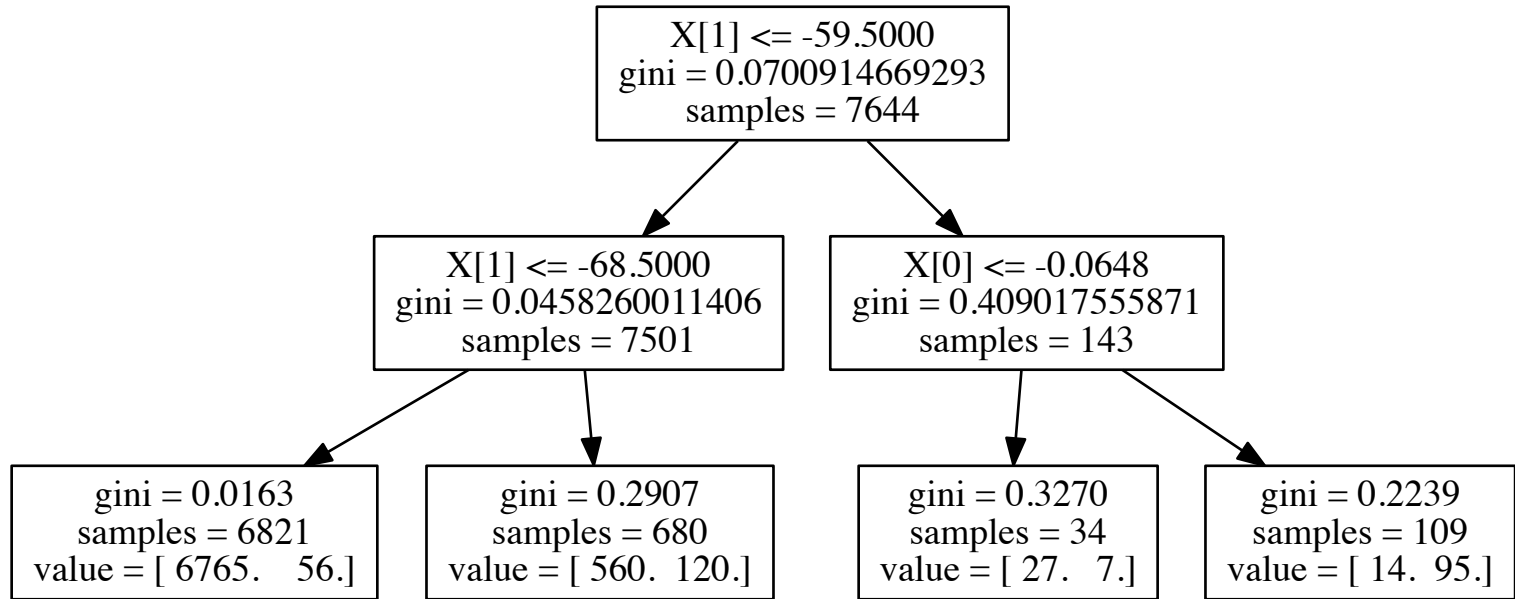 X[1] <= -59.5000
gini = 0.0700914669293
samples = 7644
X[1] <= -68.5000
gini = 0.0458260011406
samples = 7501
X[0] <= -0.0648
gini = 0.409017555871
samples = 143
gini = 0.0163
samples = 6821
value = [ 6765.    56.]
gini = 0.2907
samples = 680
value = [ 560.  120.]
gini = 0.3270
samples = 34
value = [ 27.   7.]
gini = 0.2239
samples = 109
value = [ 14.  95.]